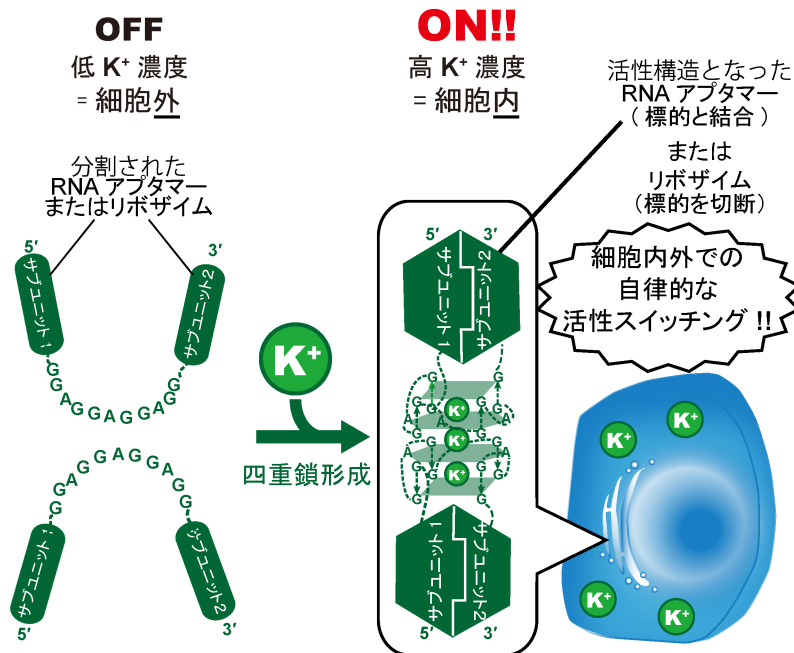 OFF
低 K⁺ 濃度
= 細胞外
分割された
RNA アプタマー
またはリボザイム
5′
3′
サブユニット1
サブユニット2
GGAGGAGGAGG
GGAGGAGGAGG
サブユニット1
サブユニット2
5′
3′
K⁺
四重鎖形成
ON!!
高 K⁺ 濃度
= 細胞内
5′ 3′
サブユニット1
サブユニット2
G
G
G
G
G
G
A
A
K⁺
G
G
K⁺
A
A
G
G
K⁺
G
G
G
G
サブユニット1
サブユニット2
5′ 3′
活性構造となった
RNA アプタマー
( 標的と結合 )
または
リボザイム
(標的を切断)
細胞内外での
自律的な
活性スイッチング !!
K⁺
K⁺
K⁺
K⁺